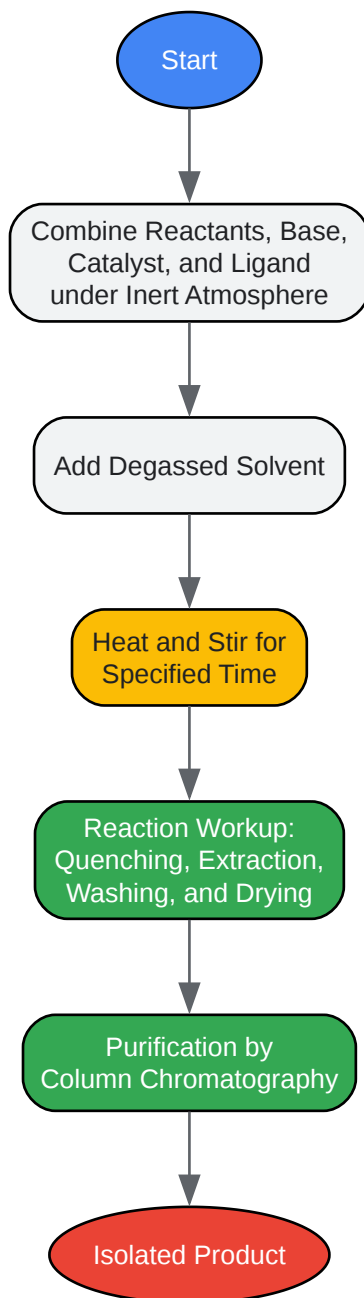 Start
Combine Reactants, Base,
Catalyst, and Ligand
under Inert Atmosphere
Add Degassed Solvent
Heat and Stir for
Specified Time
Reaction Workup:
Quenching, Extraction,
Washing, and Drying
Purification by
Column Chromatography
Isolated Product